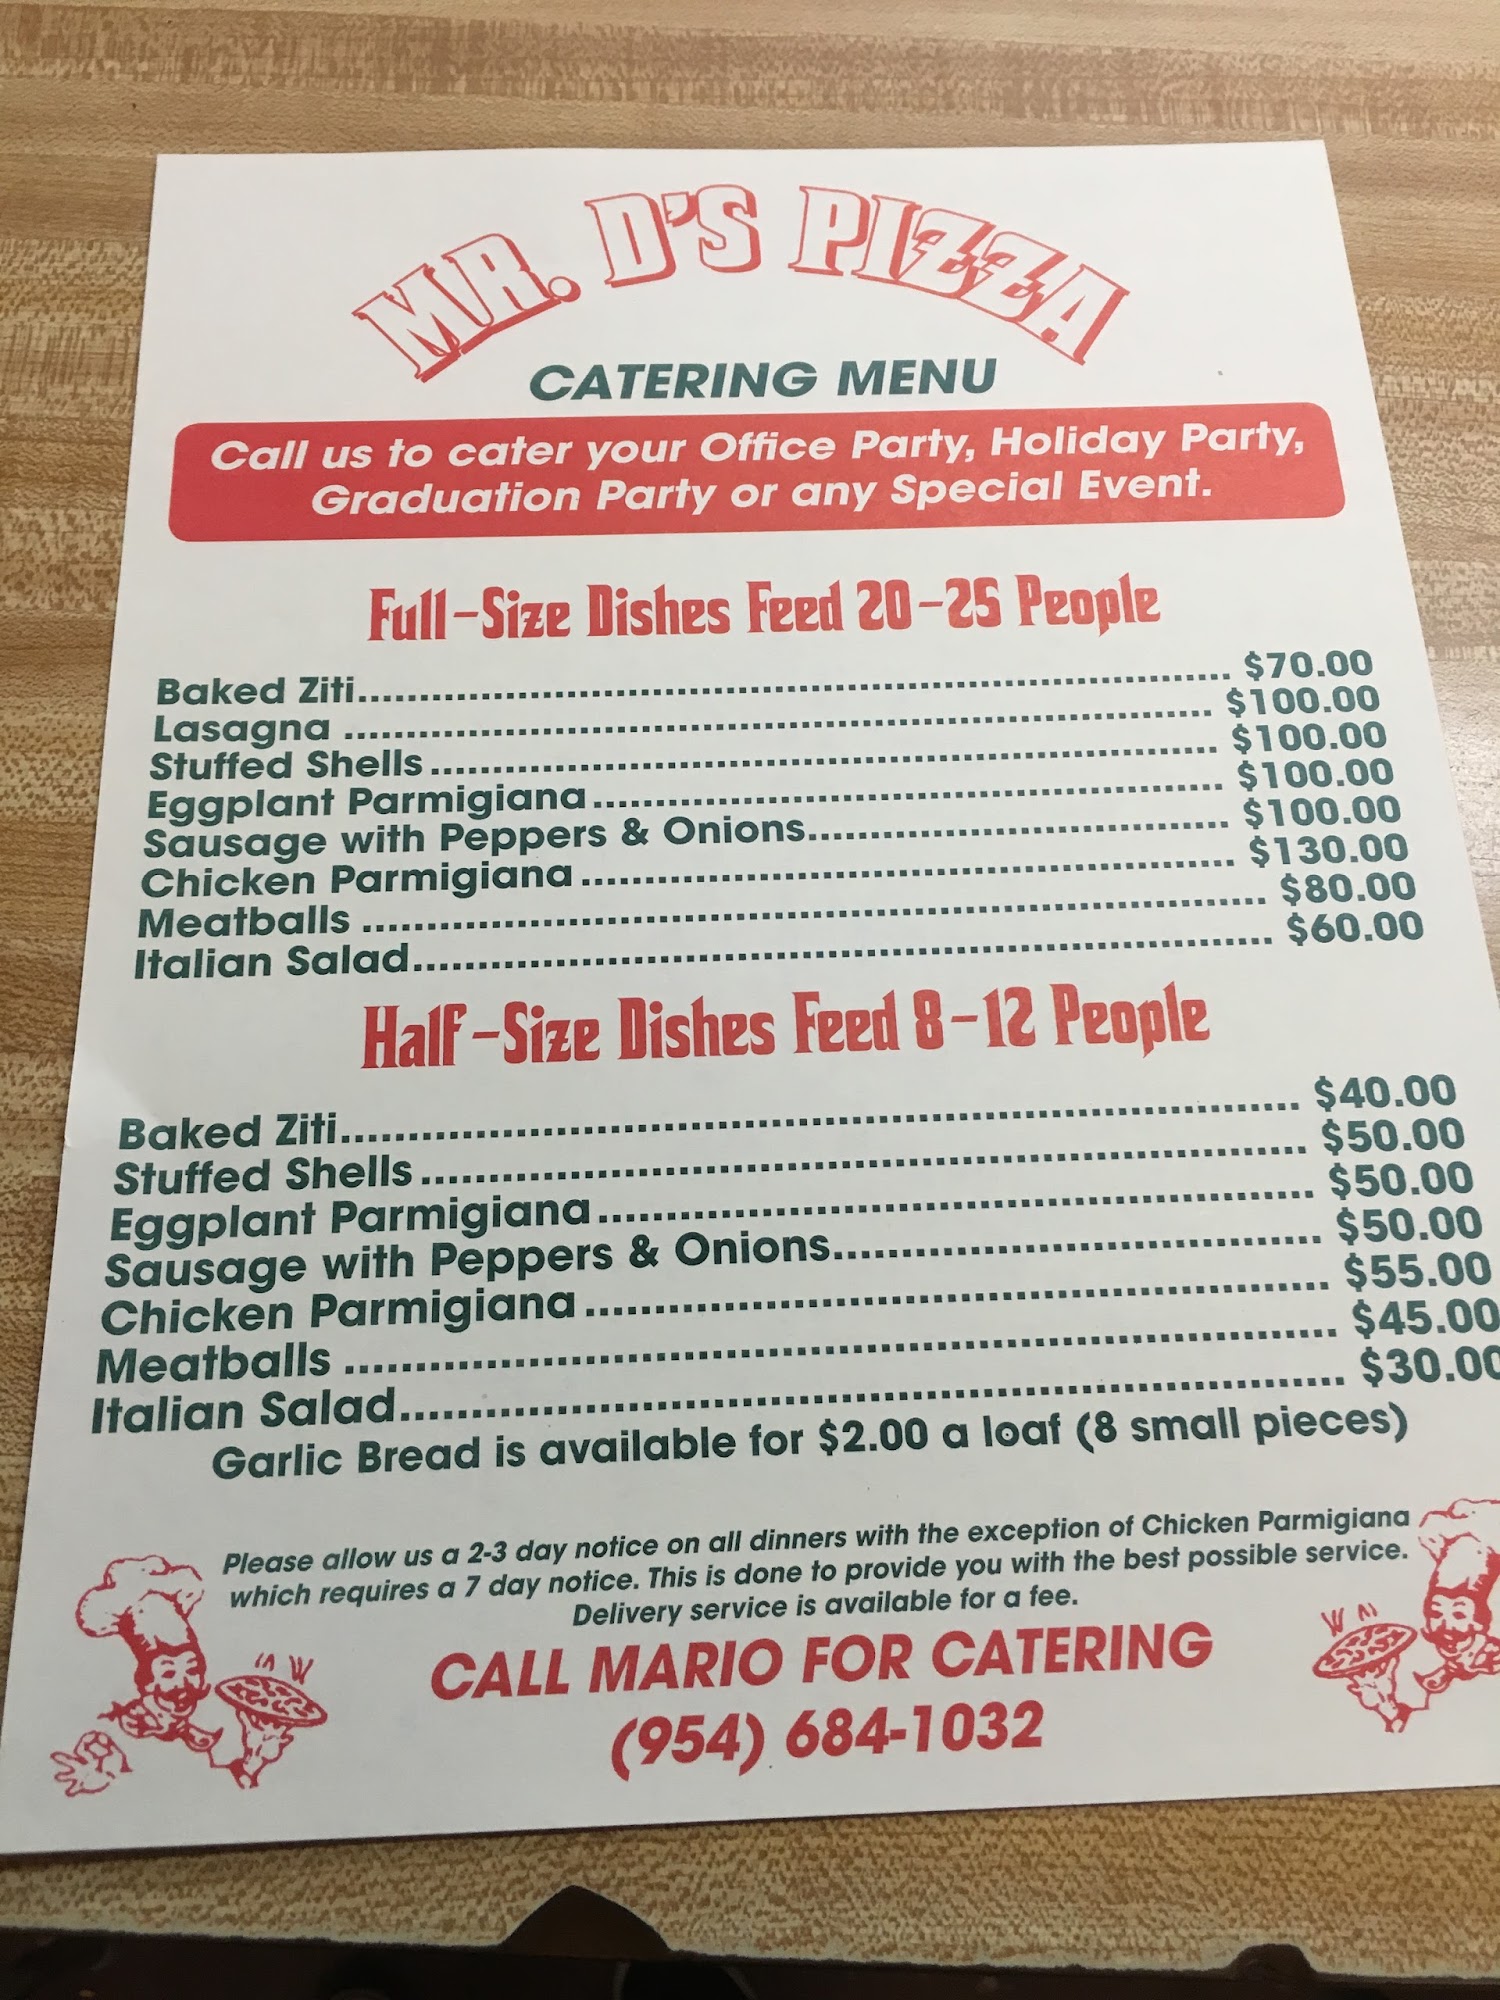 MR. D'S PIZZA
CATERING MENU
Call us to cater your Office Party, Holiday Party,
Graduation Party or any Special Event.
Full-Size Dishes Feed 20-25 People
Baked Ziti.......... $70.00
Lasagna .......... $100.00
Stuffed Shells .......... $100.00
Eggplant Parmigiana .......... $100.00
Sausage with Peppers & Onions.......... $100.00
Chicken Parmigiana .......... $130.00
Meatballs .......... $80.00
Italian Salad.......... $60.00
Half-Size Dishes Feed 8-12 People
Baked Ziti.......... $40.00
Stuffed Shells .......... $50.00
Eggplant Parmigiana .......... $50.00
Sausage with Peppers & Onions.......... $50.00
Chicken Parmigiana .......... $55.00
Meatballs .......... $45.00
Italian Salad.......... $30.00
Garlic Bread is available for $2.00 a loaf (8 small pieces)
Please allow us a 2-3 day notice on all dinners with the exception of Chicken Parmigiana
which requires a 7 day notice. This is done to provide you with the best possible service.
Delivery service is available for a fee.
CALL MARIO FOR CATERING
(954) 684-1032